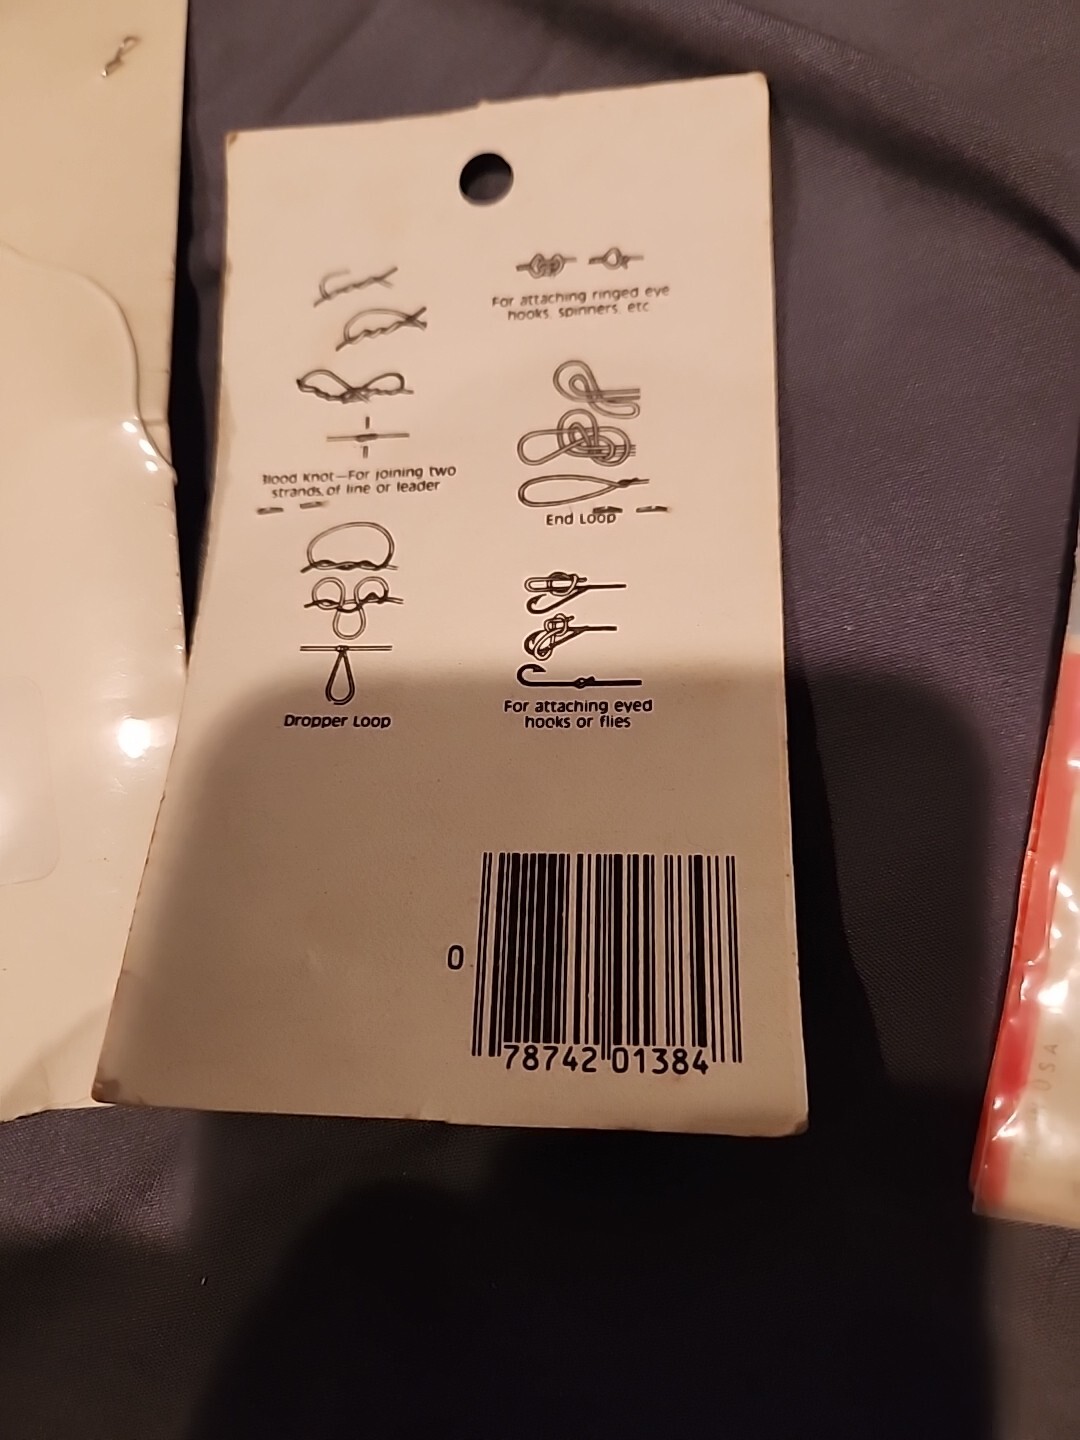 For attaching ringed eye
hooks, spinners, etc
Blood Knot—For joining two
strands of line or leader
End Loop
Dropper Loop
For attaching eyed
hooks or flies
0 78742 01384
USA